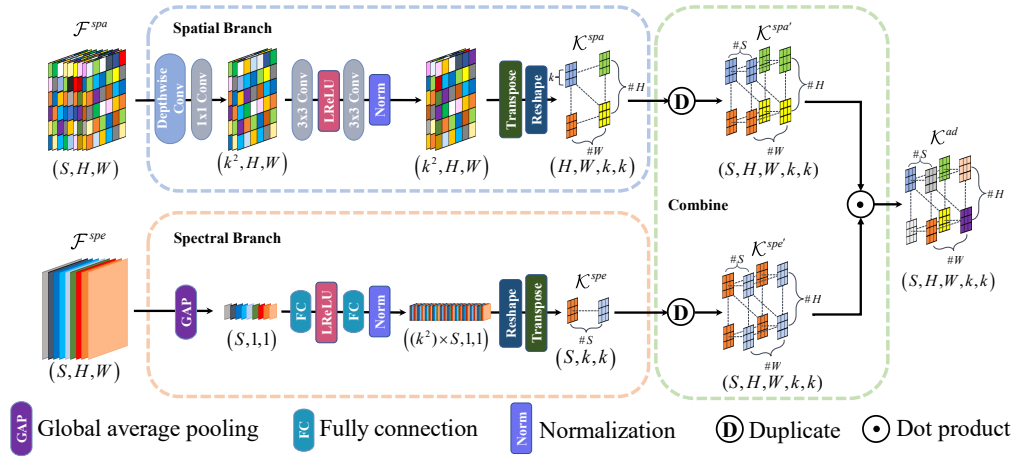 F^spa
Spatial Branch
Depthwise Conv
1x1 Conv
3x3 Conv
LReLU
3x3 Conv
Norm
Transpose
Reshape
K^spa
k
#H
#W
(S,H,W)
(k²,H,W)
(k²,H,W)
(H,W,k,k)
D
K^spa'
#S
#H
#W
(S,H,W,k,k)
Combine
K^ad
#S
#H
#W
(S,H,W,k,k)
F^spe
Spectral Branch
GAP
FC
LReLU
FC
Norm
Reshape
Transpose
K^spe
#S
(S,H,W)
(S,1,1)
((k²)×S,1,1)
(S,k,k)
D
K^spe'
#S
#H
#W
(S,H,W,k,k)
GAP Global average pooling
FC Fully connection
Norm Normalization
D Duplicate
Dot product